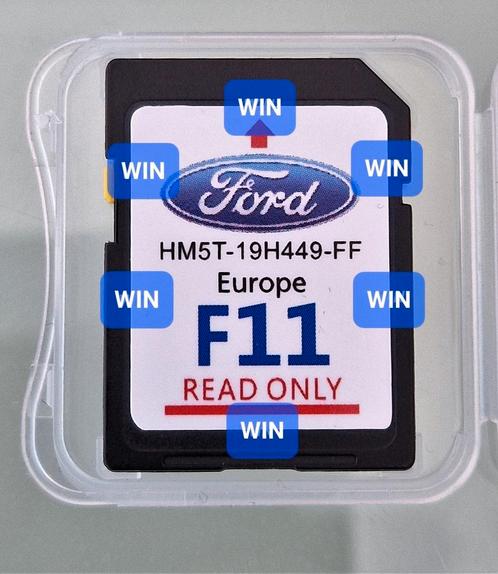 WIN
WIN WIN
Ford
HM5T-19H449-FF
Europe
WIN WIN
F11
READ ONLY
WIN